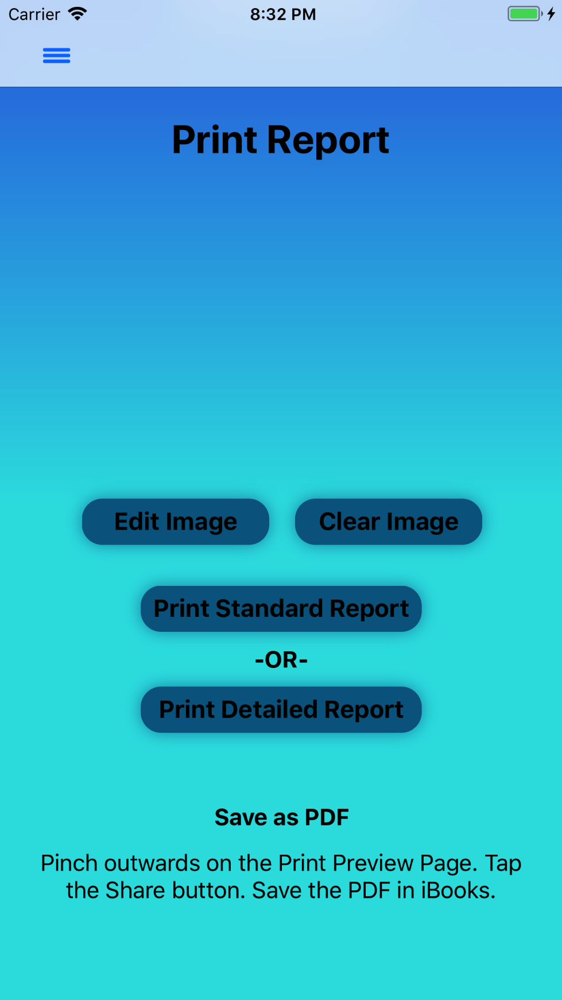 Carrier 8:32 PM
Print Report
Edit Image Clear Image
Print Standard Report
-OR-
Print Detailed Report
Save as PDF
Pinch outwards on the Print Preview Page. Tap
the Share button. Save the PDF in iBooks.